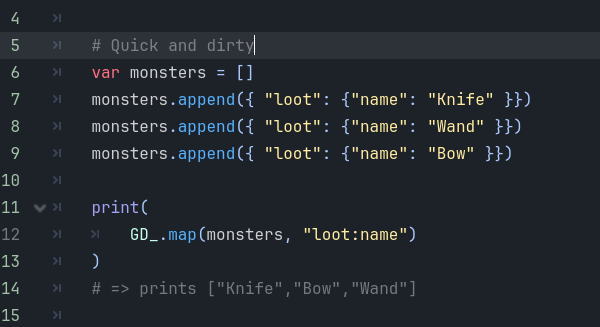 4
5 # Quick and dirty
6 var monsters = []
7 monsters.append({ "loot": {"name": "Knife" }})
8 monsters.append({ "loot": {"name": "Wand" }})
9 monsters.append({ "loot": {"name": "Bow" }})
10
11 print(
12 GD_.map(monsters, "loot:name")
13 )
14 # => prints ["Knife","Bow","Wand"]
15